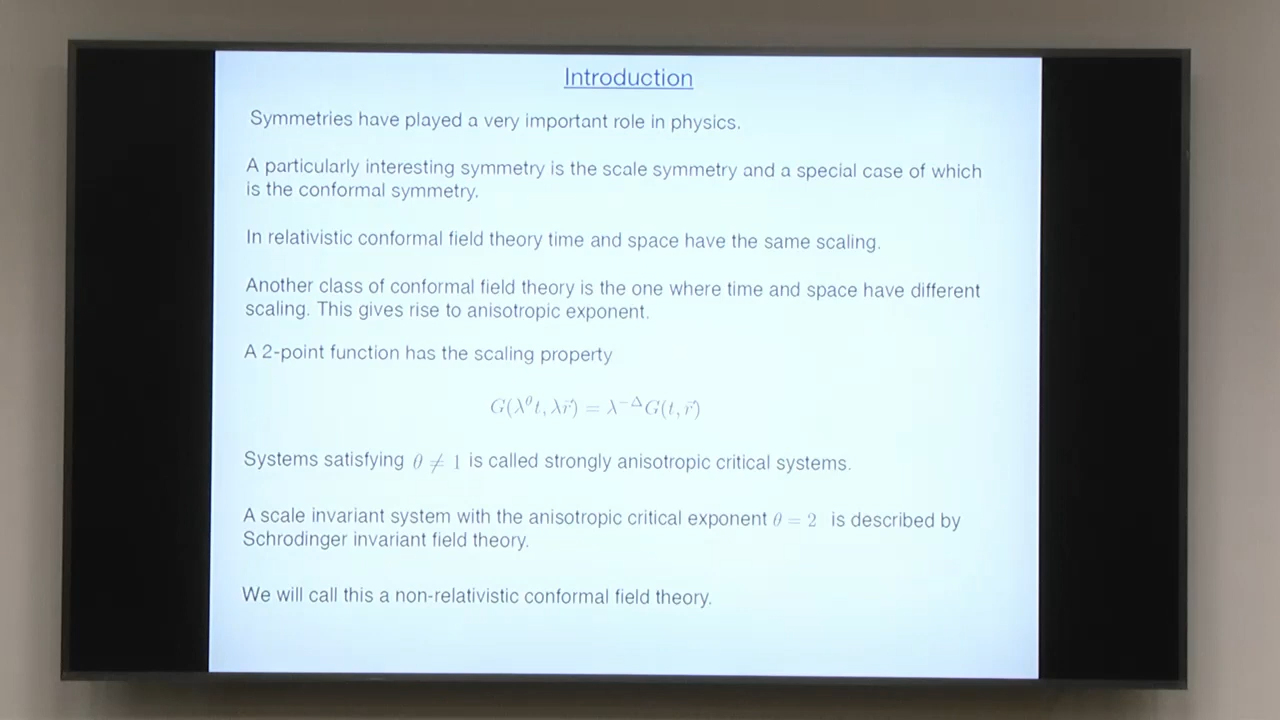 Introduction
Symmetries have played a very important role in physics.
A particularly interesting symmetry is the scale symmetry and a special case of which
is the conformal symmetry.
In relativistic conformal field theory time and space have the same scaling.
Another class of conformal field theory is the one where time and space have different
scaling. This gives rise to anisotropic exponent.
A 2-point function has the scaling property
G(λ^θ t, λr⃗) = λ^{-Δ} G(t, r⃗)
Systems satisfying θ ≠ 1 is called strongly anisotropic critical systems.
A scale invariant system with the anisotropic critical exponent θ = 2 is described by
Schrodinger invariant field theory.
We will call this a non-relativistic conformal field theory.